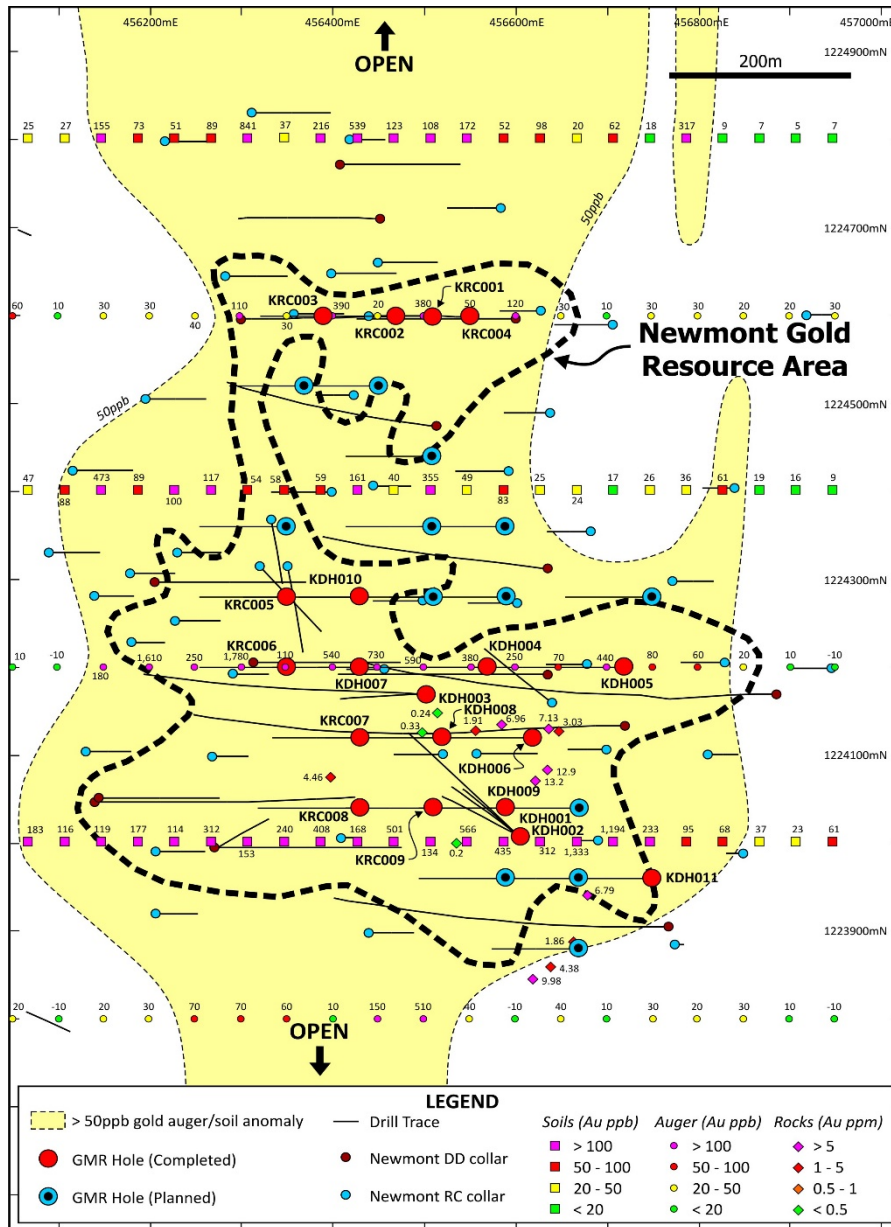 456200mE 456400mE 456600mE 456800mE 457000mE
OPEN
200m
1224900mN
25 27 155 73 51 89 841 37 216 539 123 108 172 52 98 20 62 18 317 9 7 5 7
50ppb
1224700mN
KRC001
KRC003
60 10 30 30 40 110 30 390 20 380 50 120 30 10 30 30 20 20 30
KRC002 KRC004
Newmont Gold
Resource Area
50ppb
1224500mN
47 88 473 89 100 117 54 58 59 161 40 355 49 83 25 24 17 26 36 61 19 16 9
1224300mN
KDH010
KRC005
KRC006 KDH004
10 -10 180 1,610 250 1,780 110 540 730 590 380 250 70 440 80 60 20 10 -10
KDH007 KDH005
KDH003
KDH008
0.24 6.96 7.13
KRC007 0.33 1.91 3.03
1224100mN
KDH006
4.46 12.9
13.2
KDH009
KRC008 KDH001
KDH002
183 116 119 177 114 312 153 240 408 168 501 134 566 435 312 1,333 1,194 233 95 68 37 23 61
KRC009 0.2
KDH011
6.79
1223900mN
1.86
4.38
9.98
20 -10 20 30 70 70 60 10 150 510 40 -10 40 10 30 20 30 10 -10
OPEN
LEGEND
> 50ppb gold auger/soil anomaly
Drill Trace
GMR Hole (Completed)
Newmont DD collar
GMR Hole (Planned)
Newmont RC collar
Soils (Au ppb)
> 100
50 - 100
20 - 50
< 20
Auger (Au ppb)
> 100
50 - 100
20 - 50
< 20
Rocks (Au ppm)
> 5
1 - 5
0.5 - 1
< 0.5